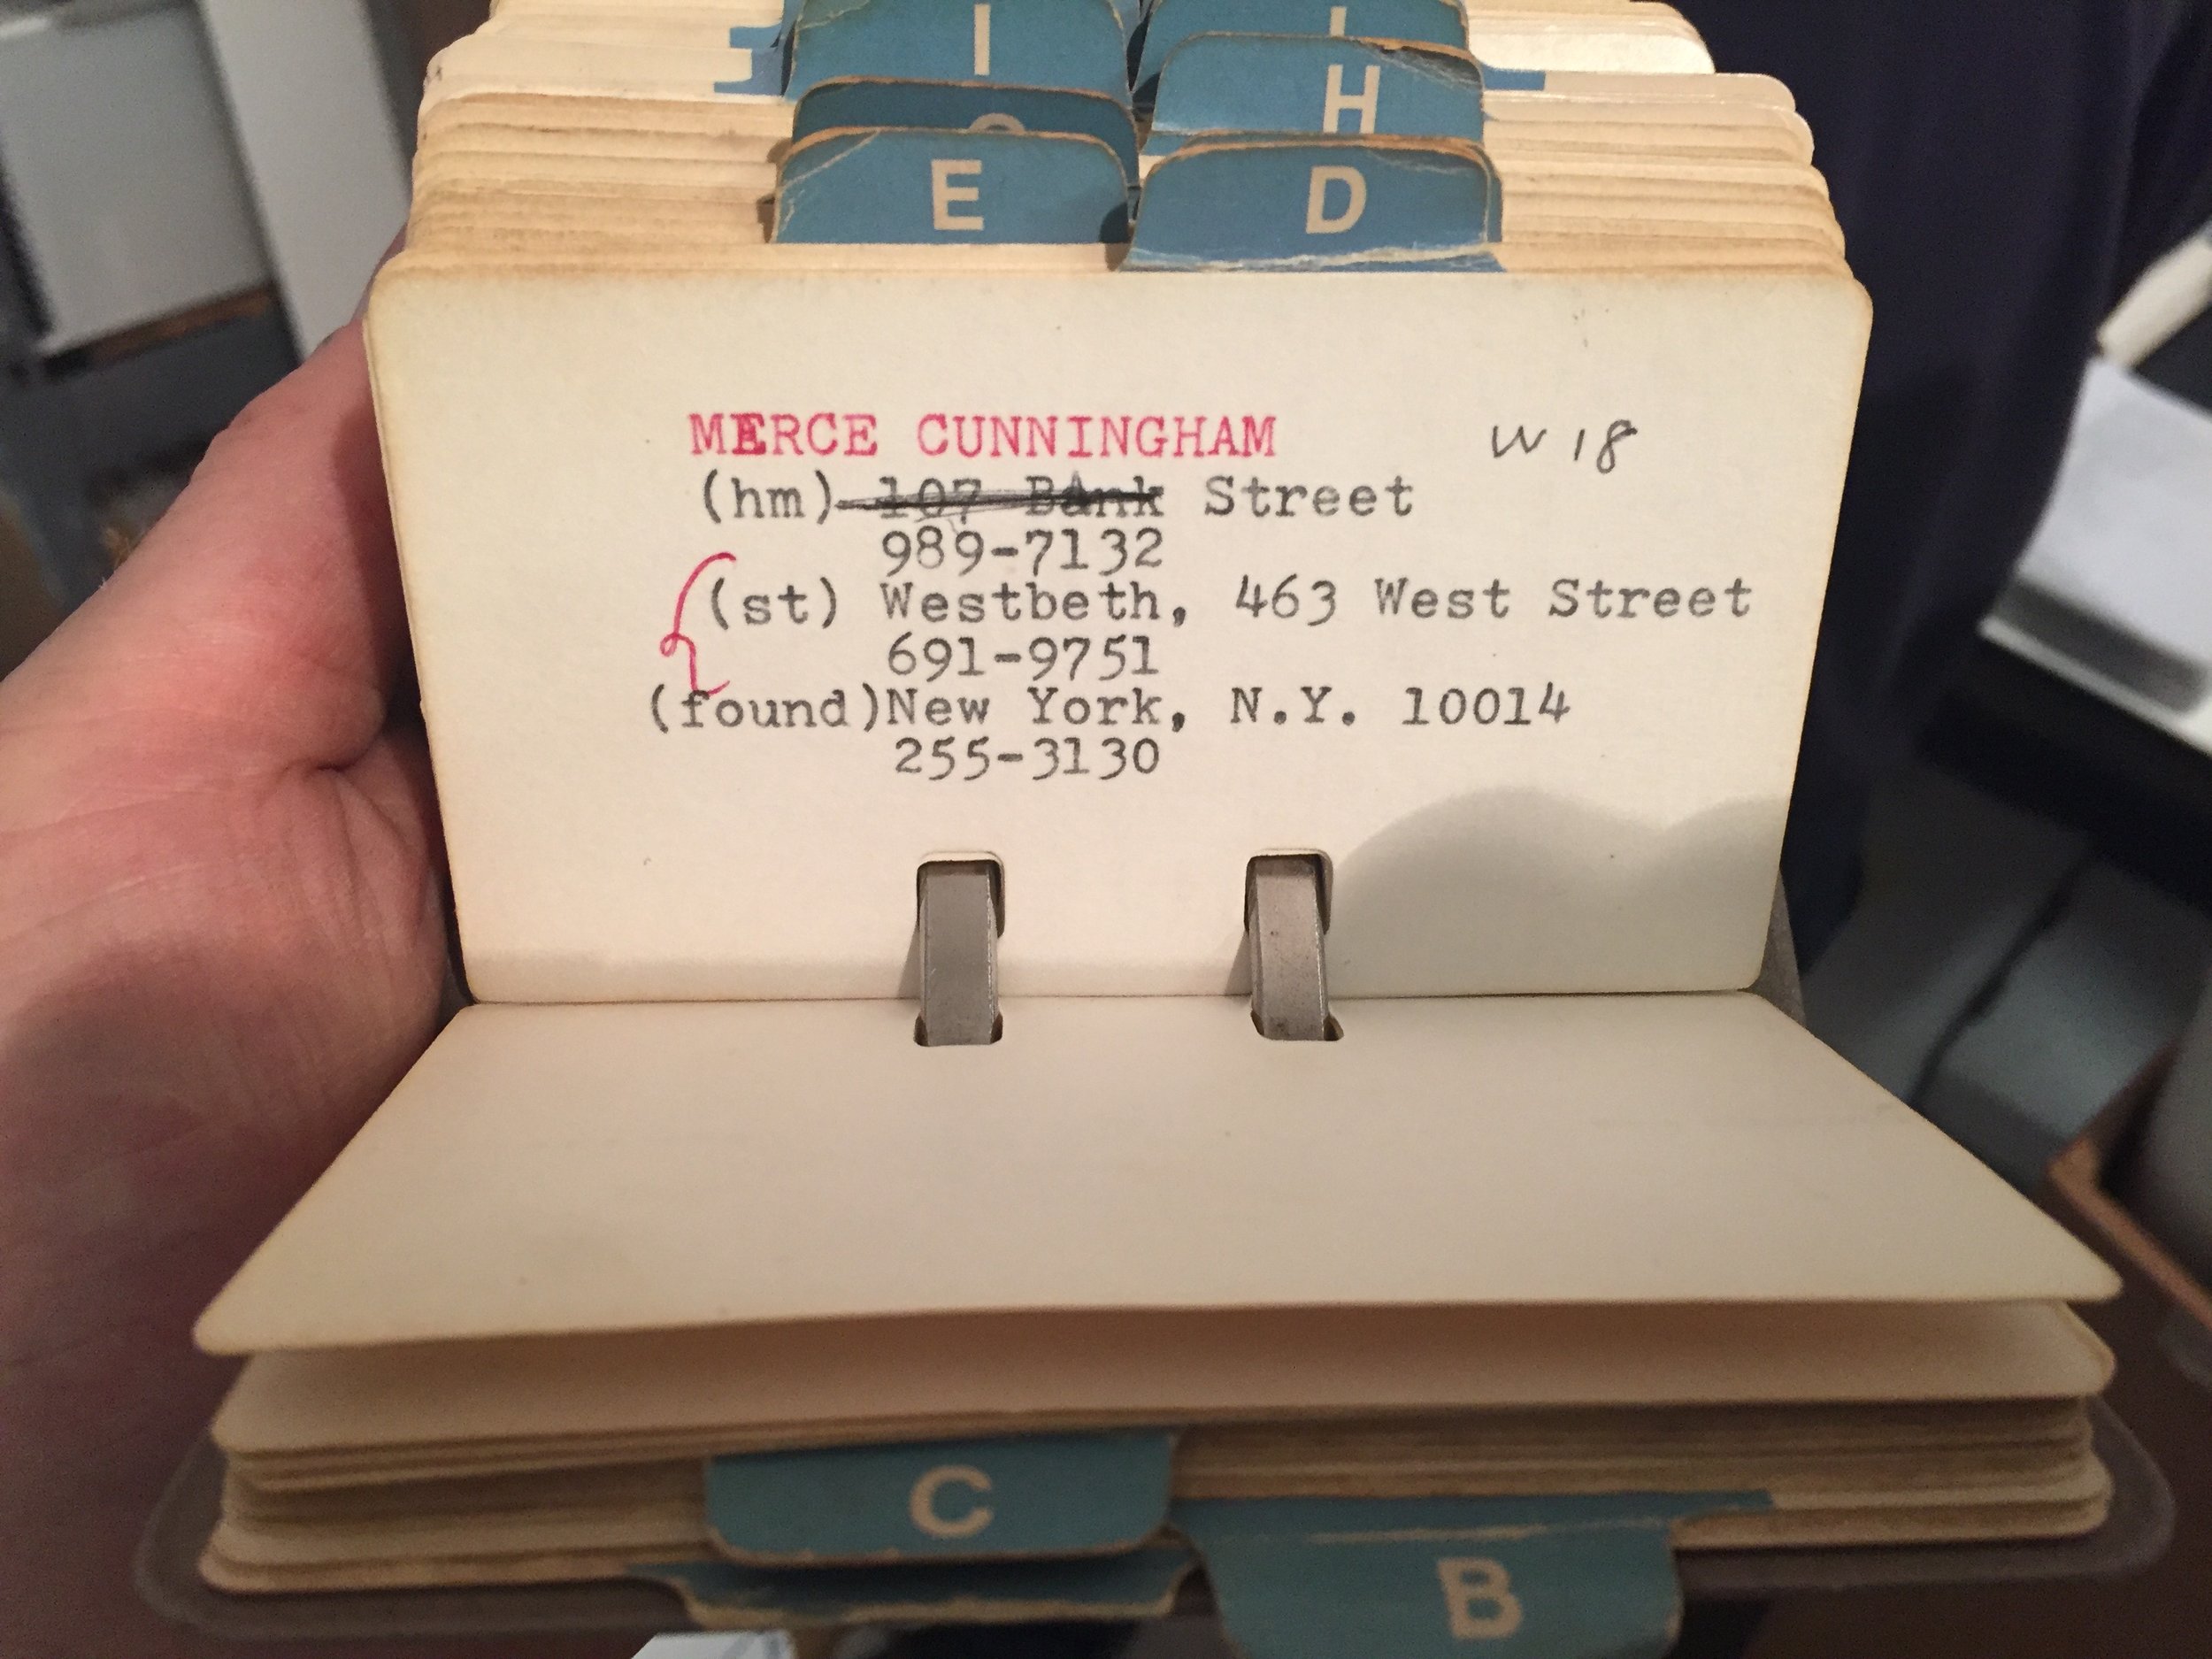 I
L
H
E
D
MERCE CUNNINGHAM W 18
(hm) 107 Bank Street
989-7132
(st) Westbeth, 463 West Street
691-9751
(found)New York, N.Y. 10014
255-3130
C
B